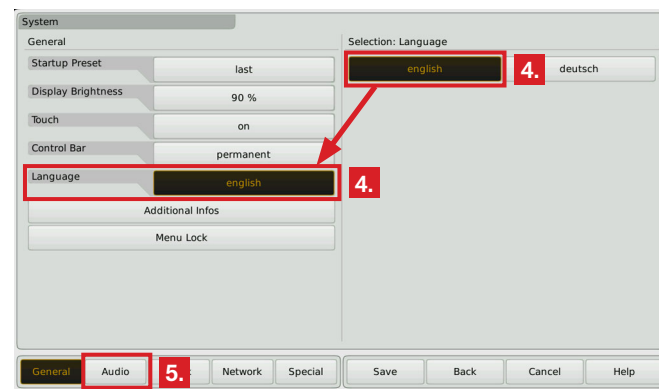 System
General
Startup Preset
last
Display Brightness
90 %
Touch
on
Control Bar
permanent
Language
english
4.
Additional Infos
Menu Lock
Selection: Language
english
4.
deutsch
General
Audio
5.
Network
Special
Save
Back
Cancel
Help